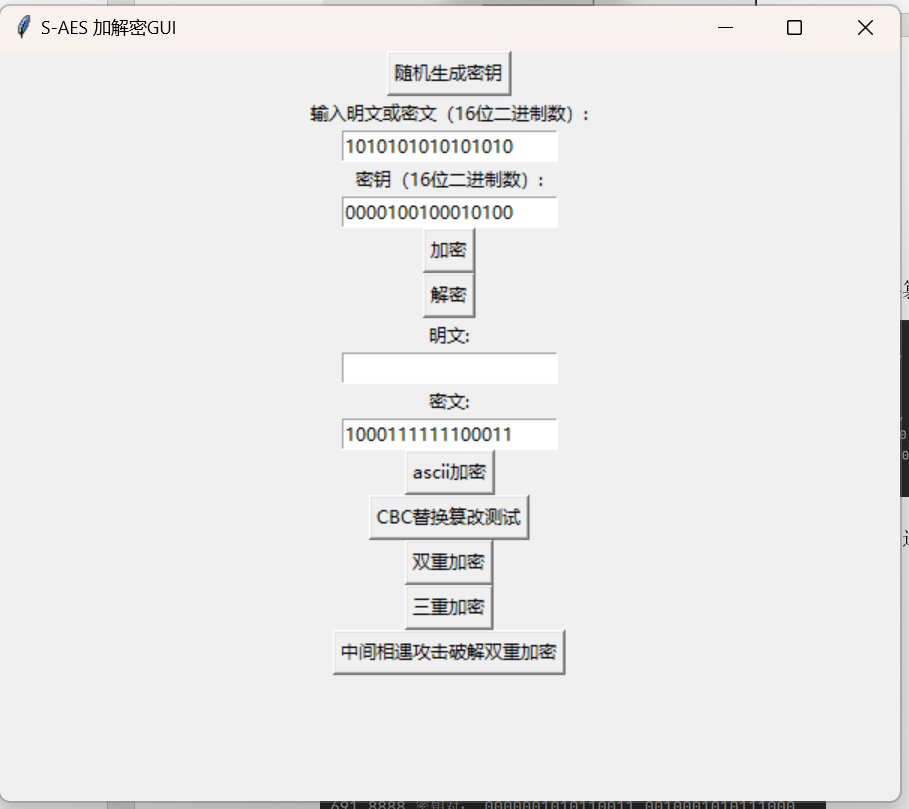 S-AES 加解密GUI
随机生成密钥
输入明文或密文（16位二进制数）:
1010101010101010
密钥（16位二进制数）:
0000100100010100
加密
解密
明文:
密文:
1000111111100011
ascii加密
CBC替换篡改测试
双重加密
三重加密
中间相遇攻击破解双重加密